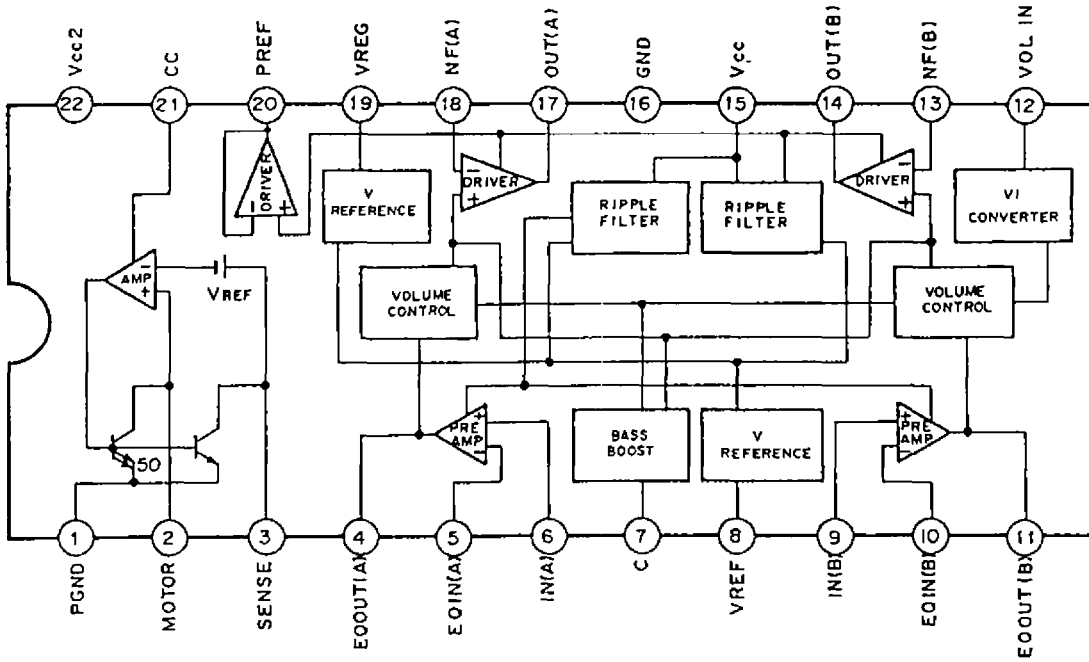 Vcc2
CC
PREF
VREG
NF(A)
OUT(A)
GND
Vcc
OUT(B)
NF(B)
VOL IN
22
21
20
19
18
17
16
15
14
13
12
DRIVER
- +
V
REFERENCE
-
DRIVER
+
RIPPLE
FILTER
RIPPLE
FILTER
-
DRIVER
+
VI
CONVERTER
-
AMP
+
VREF
VOLUME
CONTROL
VOLUME
CONTROL
50
+
PRE
AMP
-
BASS
BOOST
V
REFERENCE
+
PRE
AMP
-
1
2
3
4
5
6
7
8
9
10
11
PGND
MOTOR
SENSE
EQOUT(A)
EQIN(A)
IN(A)
C
VREF
IN(B)
EQIN(B)
EQOUT(B)